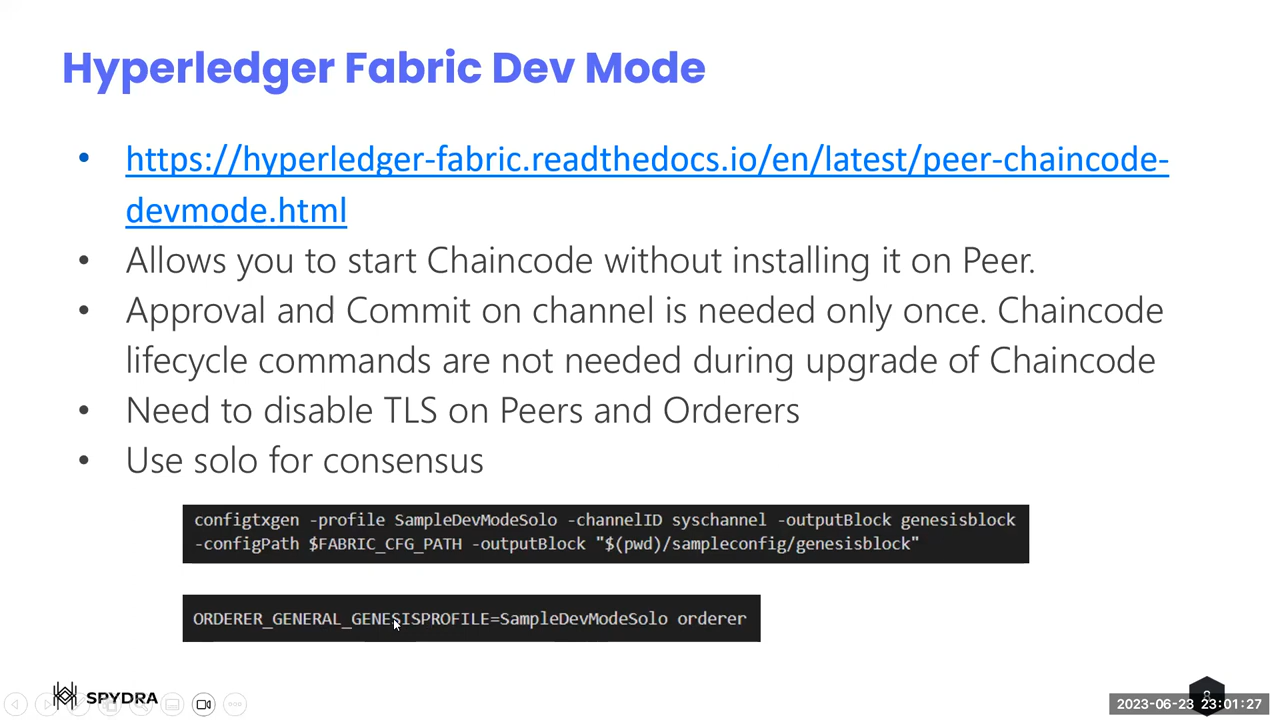 Hyperledger Fabric Dev Mode
• https://hyperledger-fabric.readthedocs.io/en/latest/peer-chaincode-
devmode.html
• Allows you to start Chaincode without installing it on Peer.
• Approval and Commit on channel is needed only once. Chaincode
lifecycle commands are not needed during upgrade of Chaincode
• Need to disable TLS on Peers and Orderers
• Use solo for consensus
configtxgen -profile SampleDevModeSolo -channelID syschannel -outputBlock genesisblock
-configPath $FABRIC_CFG_PATH -outputBlock "$(pwd)/sampleconfig/genesisblock"
ORDERER_GENERAL_GENESISPROFILE=SampleDevModeSolo orderer
SPYDRA
8
2023-06-23 23:01:27